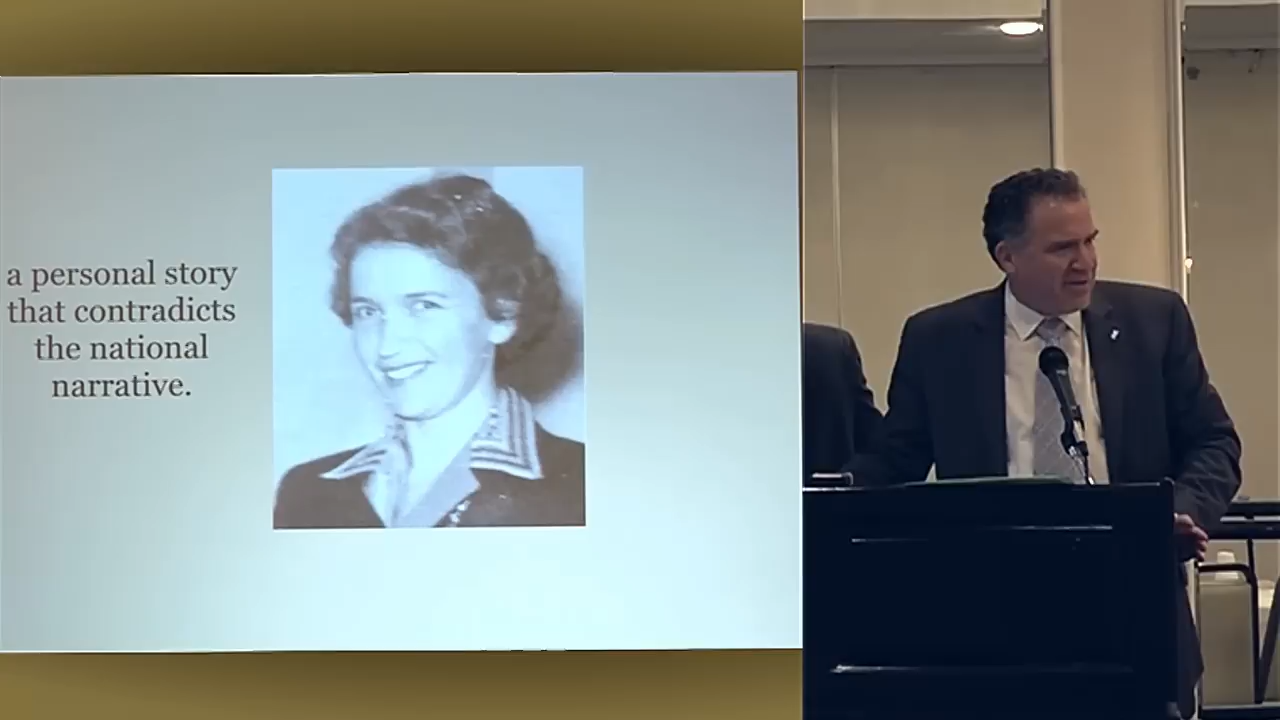 a personal story
that contradicts
the national
narrative.